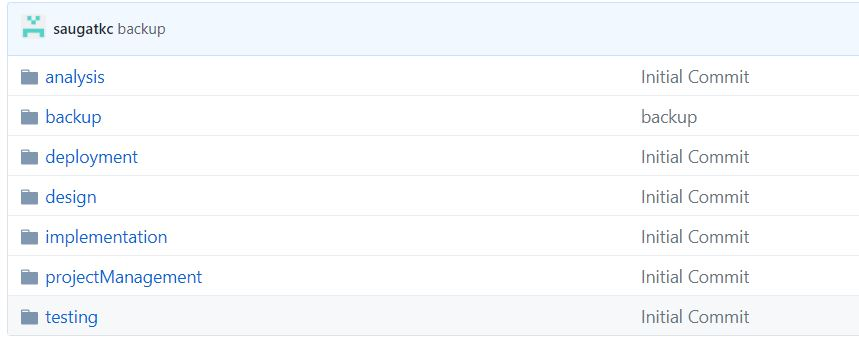 saugatkc backup
analysis Initial Commit
backup backup
deployment Initial Commit
design Initial Commit
implementation Initial Commit
projectManagement Initial Commit
testing Initial Commit